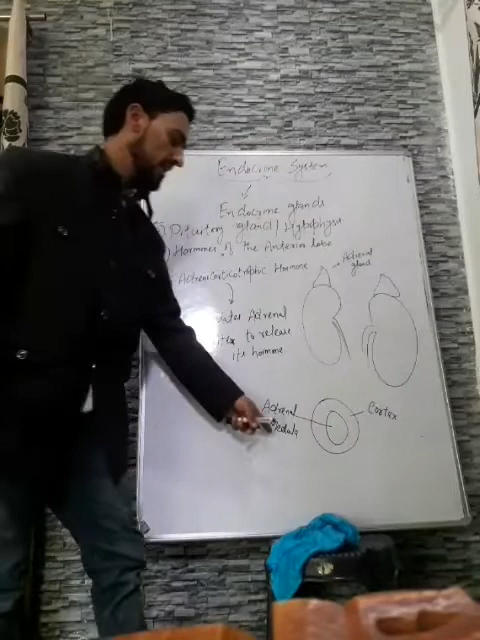 Endocrine System
Endocrine glands
Pituitary gland / Hypophysis
Hormones of the Anterior lobe
Adrenocorticotrophic Hormone
Adrenal
to release
its hormone
Adrenal
gland
Adrenal
Cortex